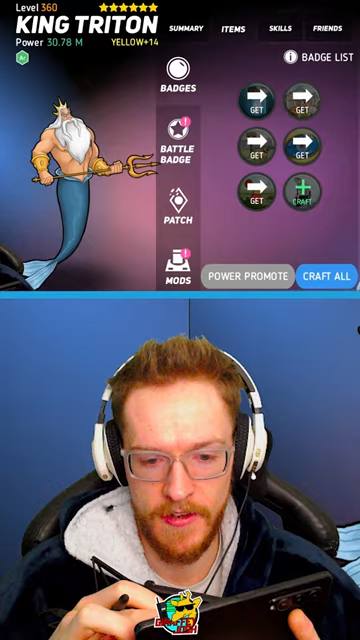 Level 360
KING TRITON
Power 30.78 M
YELLOW+14
Ar
SUMMARY
ITEMS
SKILLS
FRIENDS
BADGE LIST
BADGES
BATTLE
BADGE
PATCH
MODS
GET
GET
GET
GET
GET
CRAFT
POWER PROMOTE
CRAFT ALL